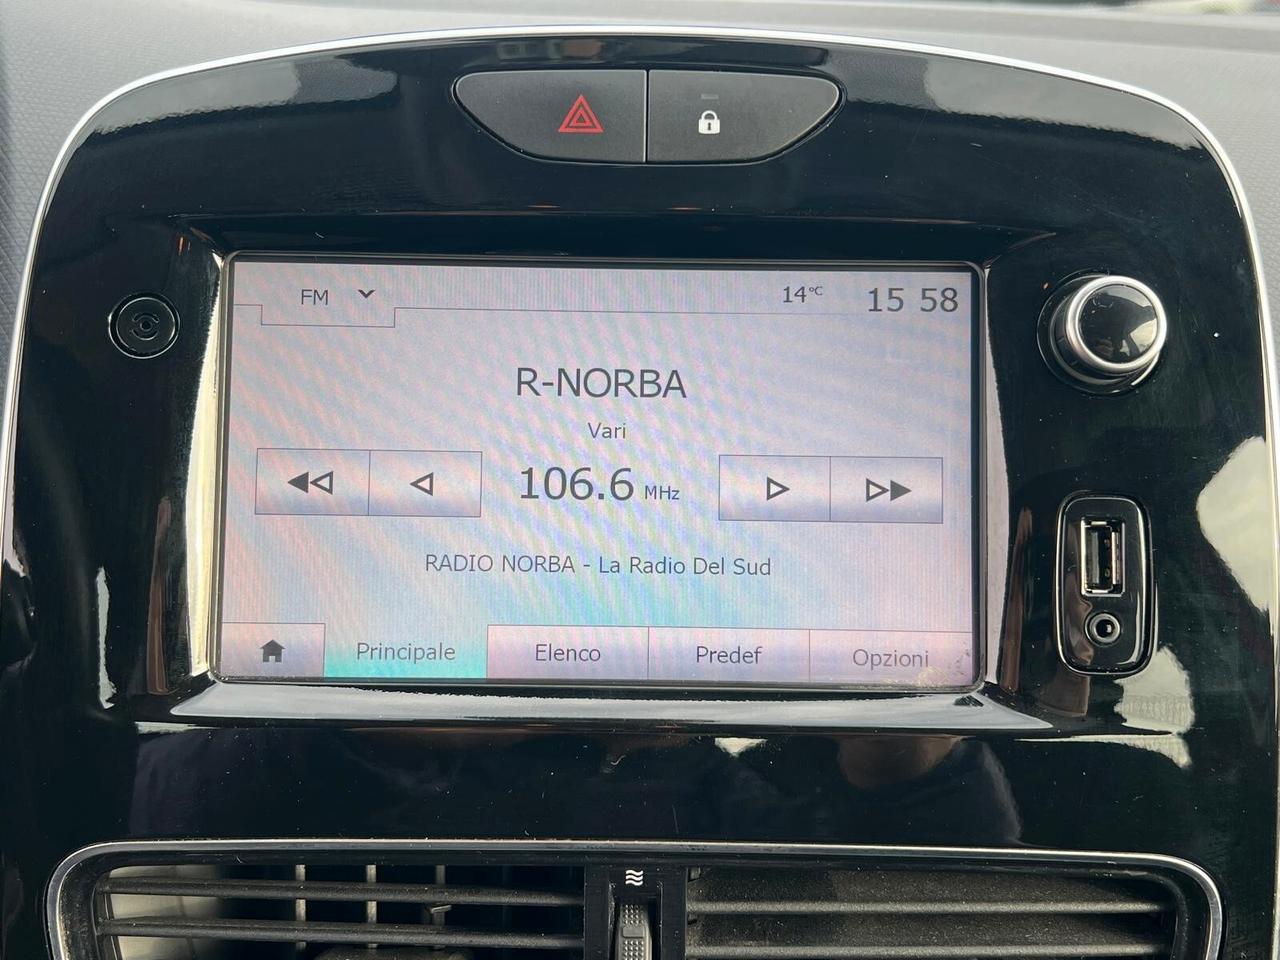 FM 14°C 15 58
R-NORBA
Vari
106.6 MHz
RADIO NORBA - La Radio Del Sud
Principale Elenco Predef Opzioni